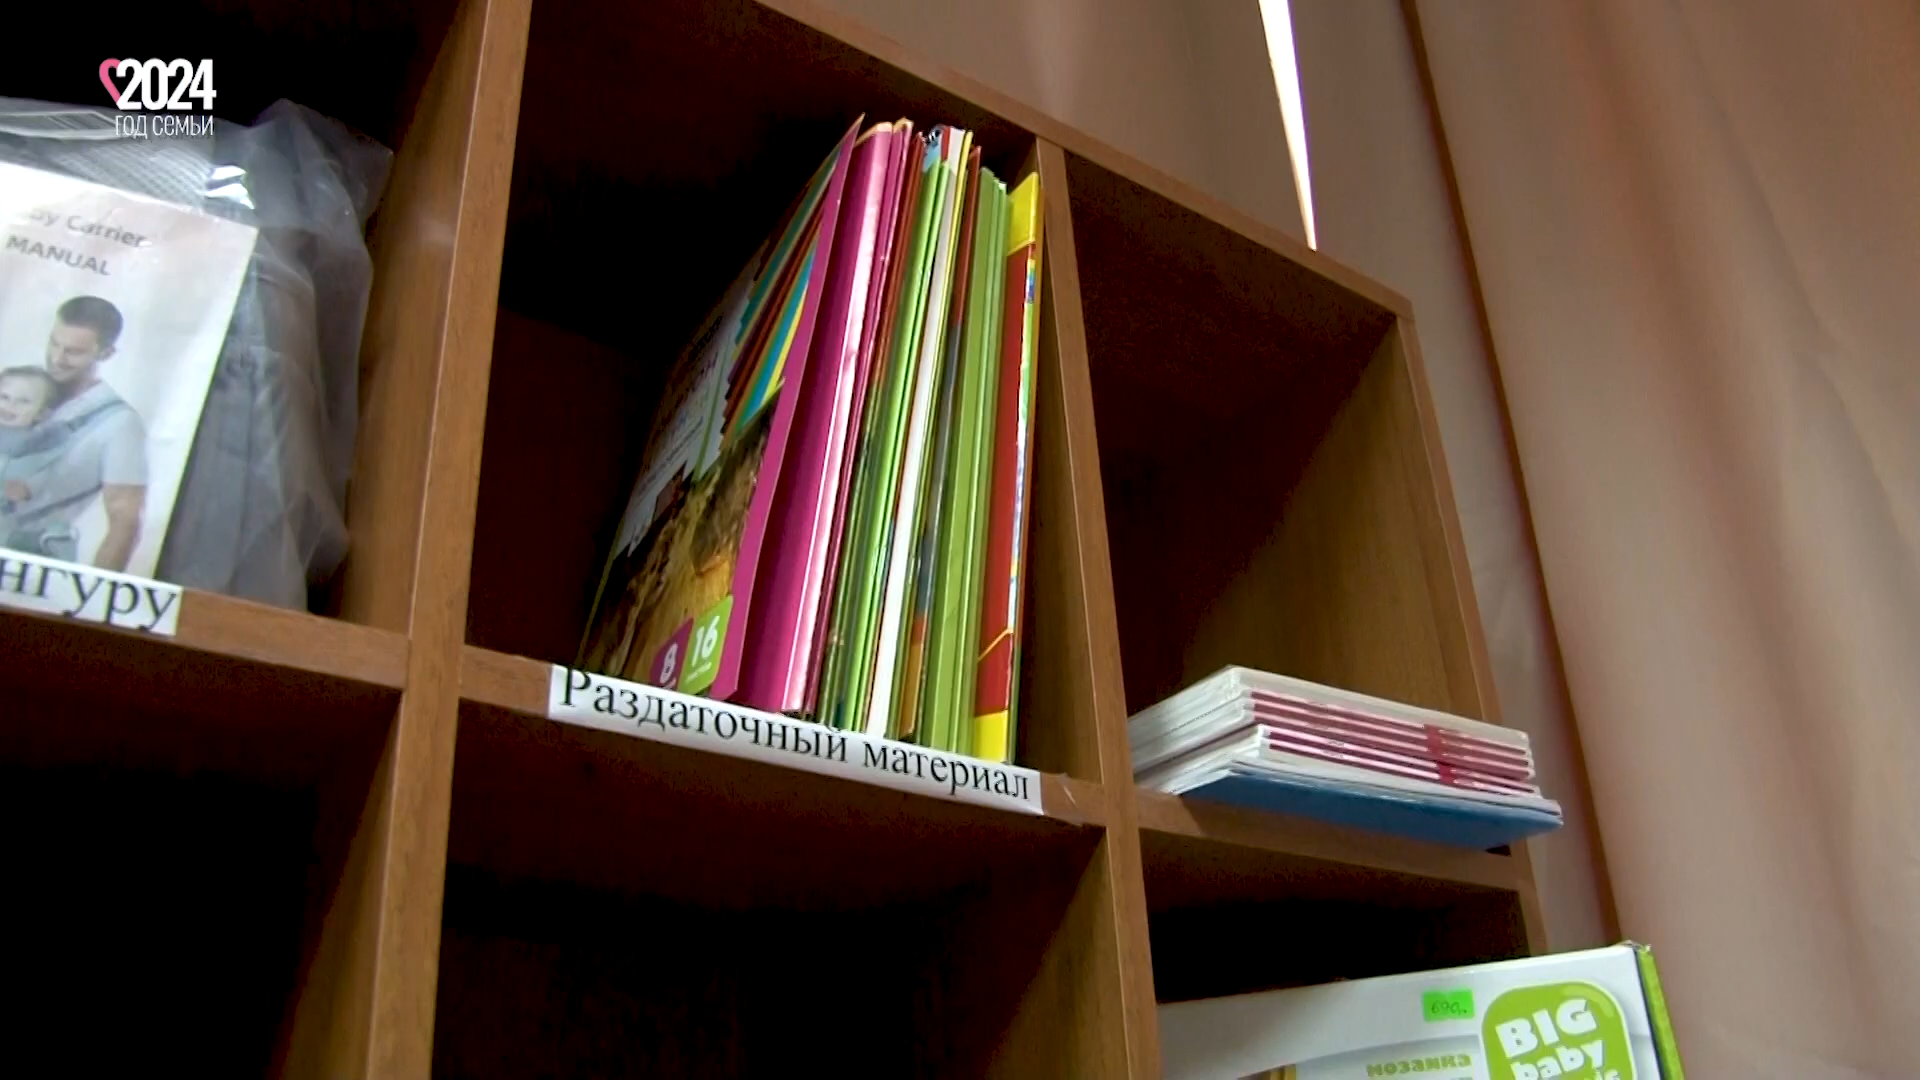 2024
ГОД СЕМЬИ
Carrier
MANUAL
нгуру
8
16
Раздаточный материал
690,-
BIG
baby
мозаика